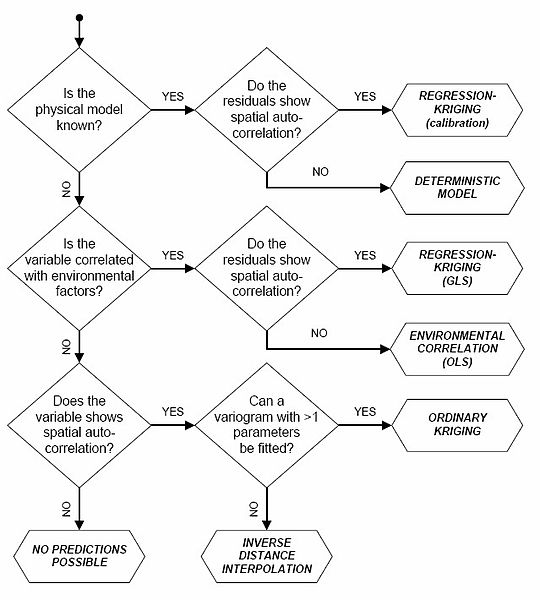 Is the
physical model
known?
YES
Do the
residuals show
spatial auto-
correlation?
YES
REGRESSION-
KRIGING
(calibration)
NO
DETERMINISTIC
MODEL
NO
Is the
variable correlated
with environmental
factors?
YES
Do the
residuals show
spatial auto-
correlation?
YES
REGRESSION-
KRIGING
(GLS)
NO
ENVIRONMENTAL
CORRELATION
(OLS)
NO
Does the
variable shows
spatial auto-
correlation?
YES
Can a
variogram with >1
parameters
be fitted?
YES
ORDINARY
KRIGING
NO
NO PREDICTIONS
POSSIBLE
NO
INVERSE
DISTANCE
INTERPOLATION